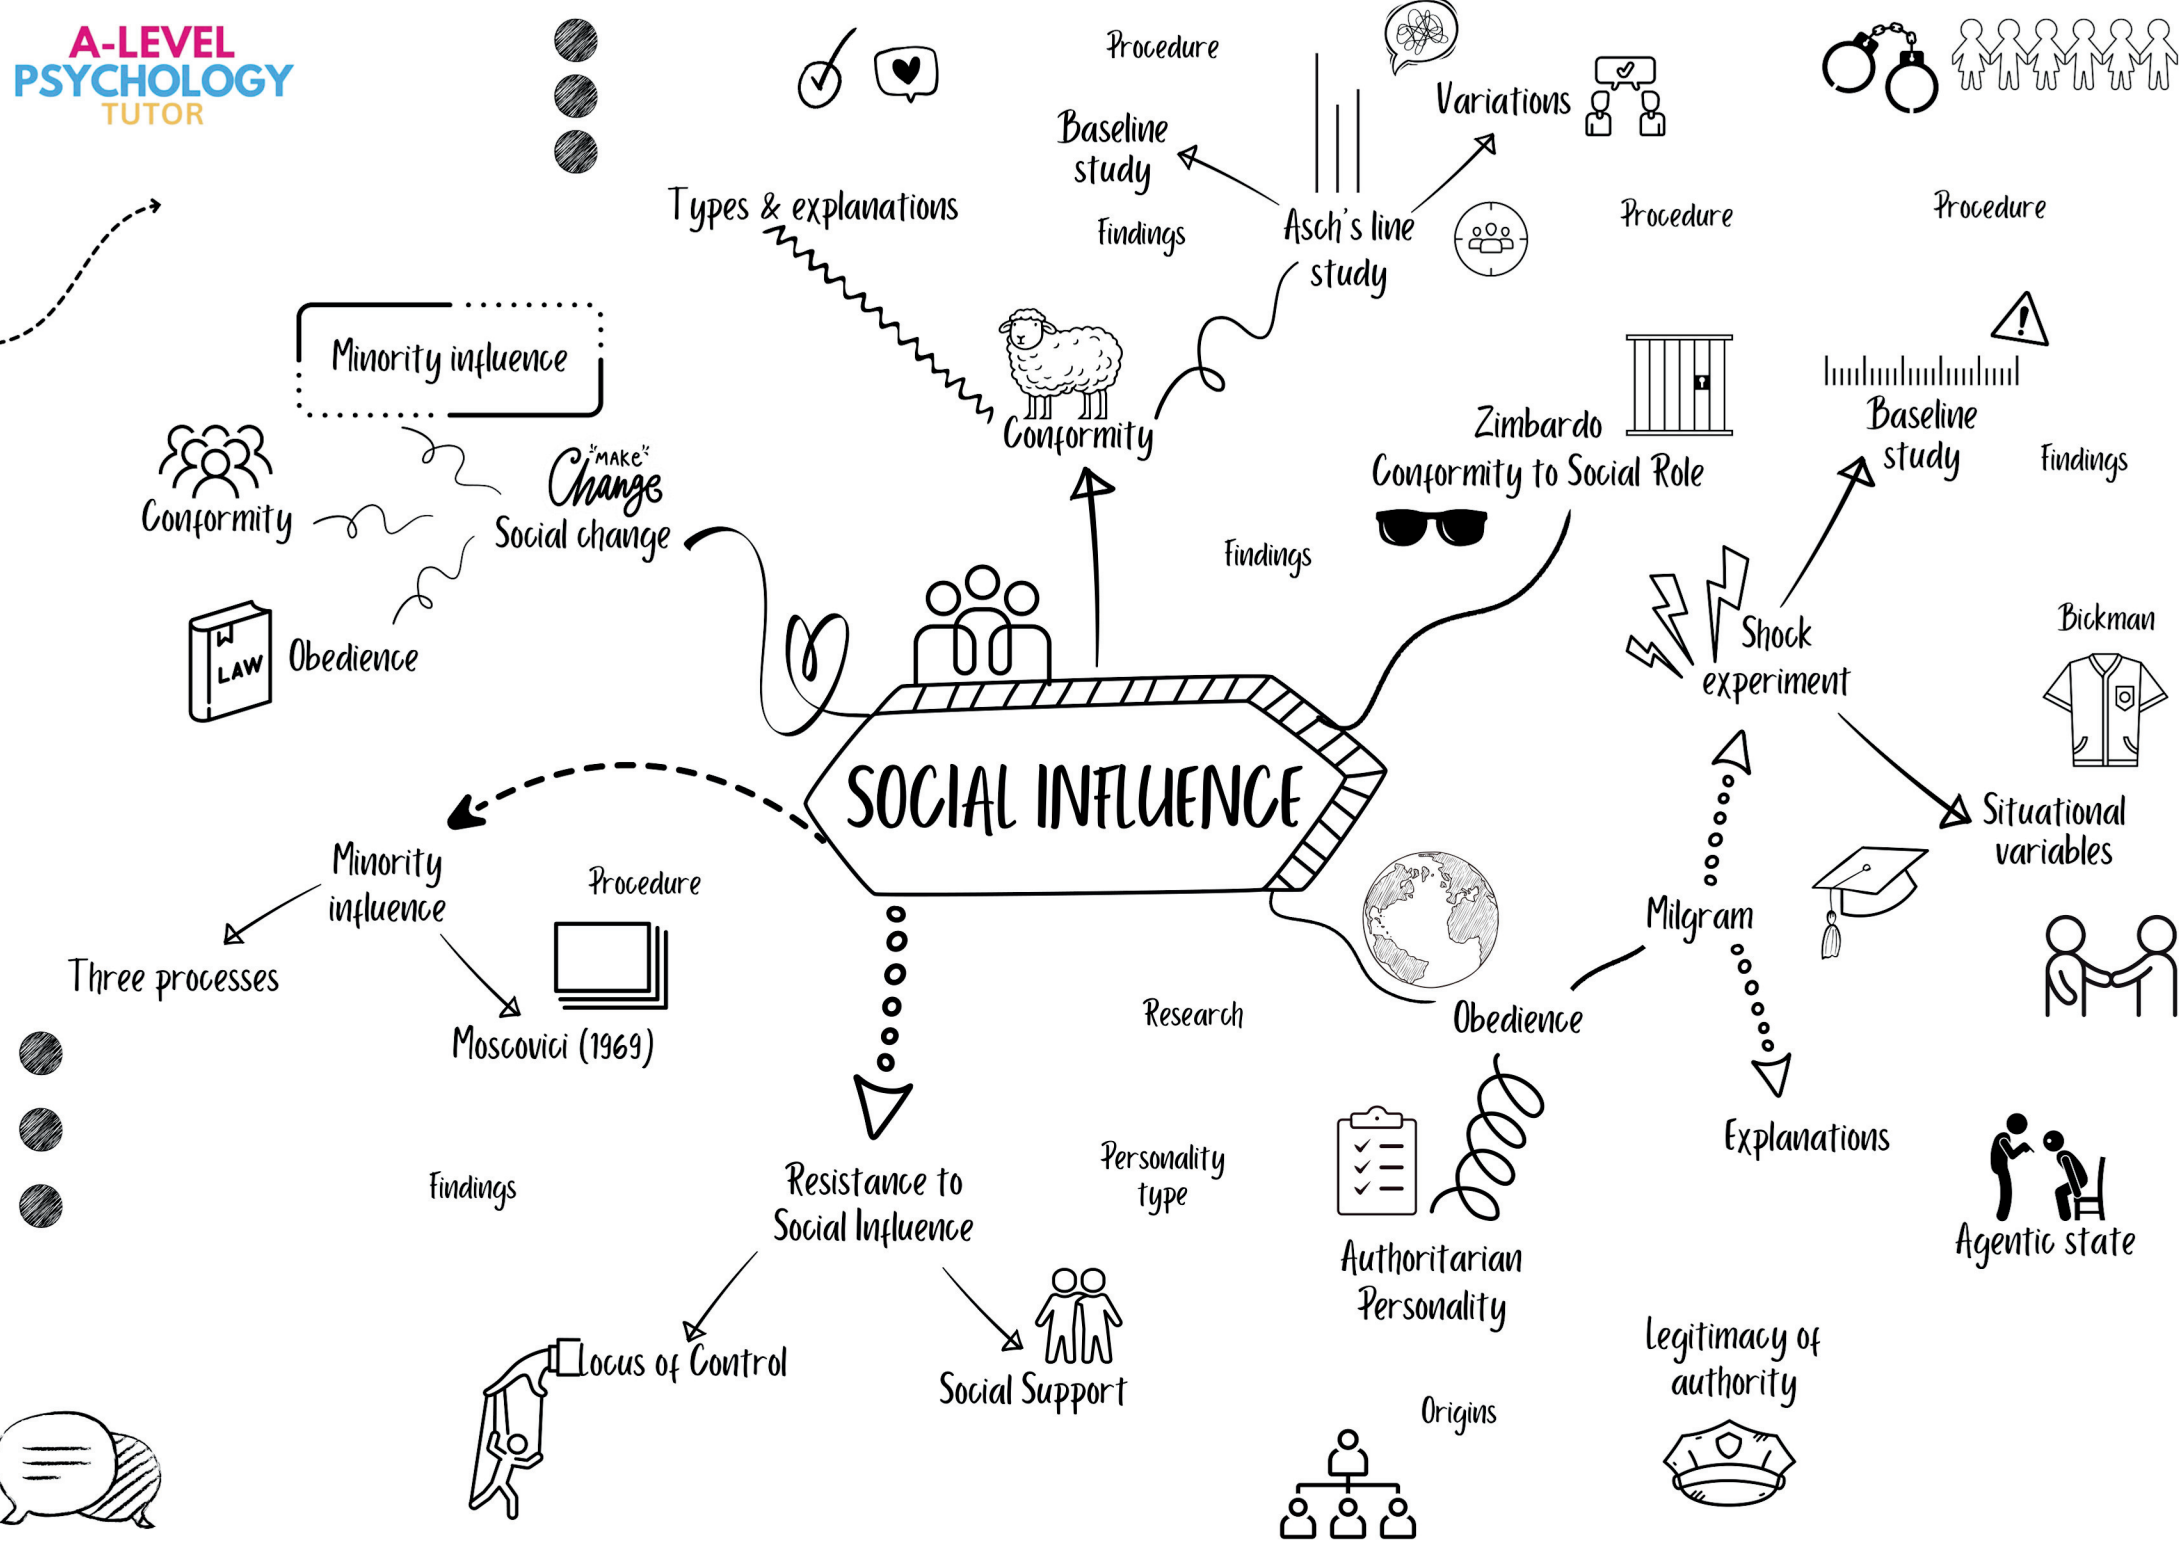 A-LEVEL
PSYCHOLOGY
TUTOR
Procedure
Baseline
study
Findings
Variations
Asch's line
study
Types & explanations
Procedure
Procedure
Minority influence
Conformity
"MAKE"
Change
Social change
LAW
Obedience
Conformity
Zimbardo
Conformity to Social Role
Findings
Baseline
study
Findings
Shock
experiment
Bickman
Situational
variables
SOCIAL INFLUENCE
Minority
influence
Procedure
Three processes
Moscovici (1969)
Findings
Milgram
Research
Obedience
Explanations
Personality
type
Resistance to
Social Influence
Authoritarian
Personality
Agentic state
Locus of Control
Social Support
Origins
Legitimacy of
authority